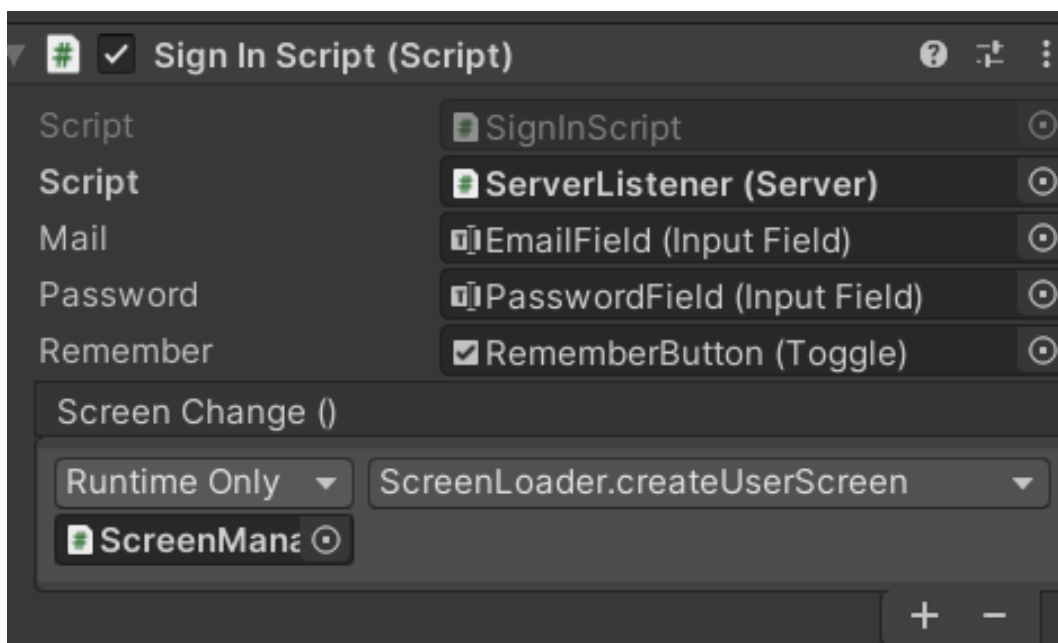 Sign In Script (Script)
Script SignInScript
Script ServerListener (Server)
Mail EmailField (Input Field)
Password PasswordField (Input Field)
Remember RememberButton (Toggle)
Screen Change ()
Runtime Only ScreenLoader.createUserScreen
ScreenMana